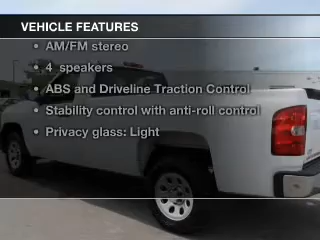 VEHICLE FEATURES
• AM/FM stereo
• 4 speakers
• ABS and Driveline Traction Control
• Stability control with anti-roll control
• Privacy glass: Light